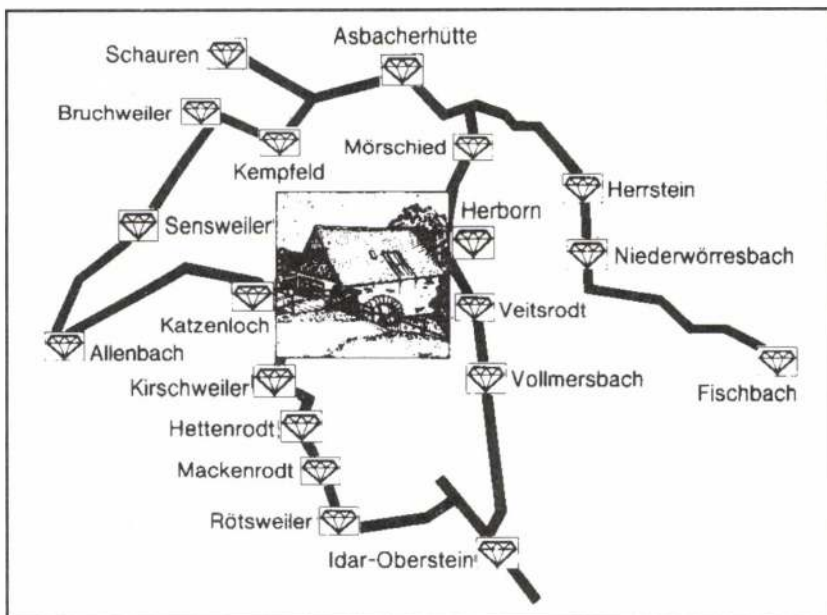 Asbacherhütte
Schauren
Bruchweiler
Kempfeld
Mörschied
Herrstein
Herborn
Sensweiler
Niederwörresbach
Katzenloch
Veitsrodt
Allenbach
Kirschweiler
Vollmersbach
Fischbach
Hettenrodt
Mackenrodt
Rötsweiler
Idar-Oberstein